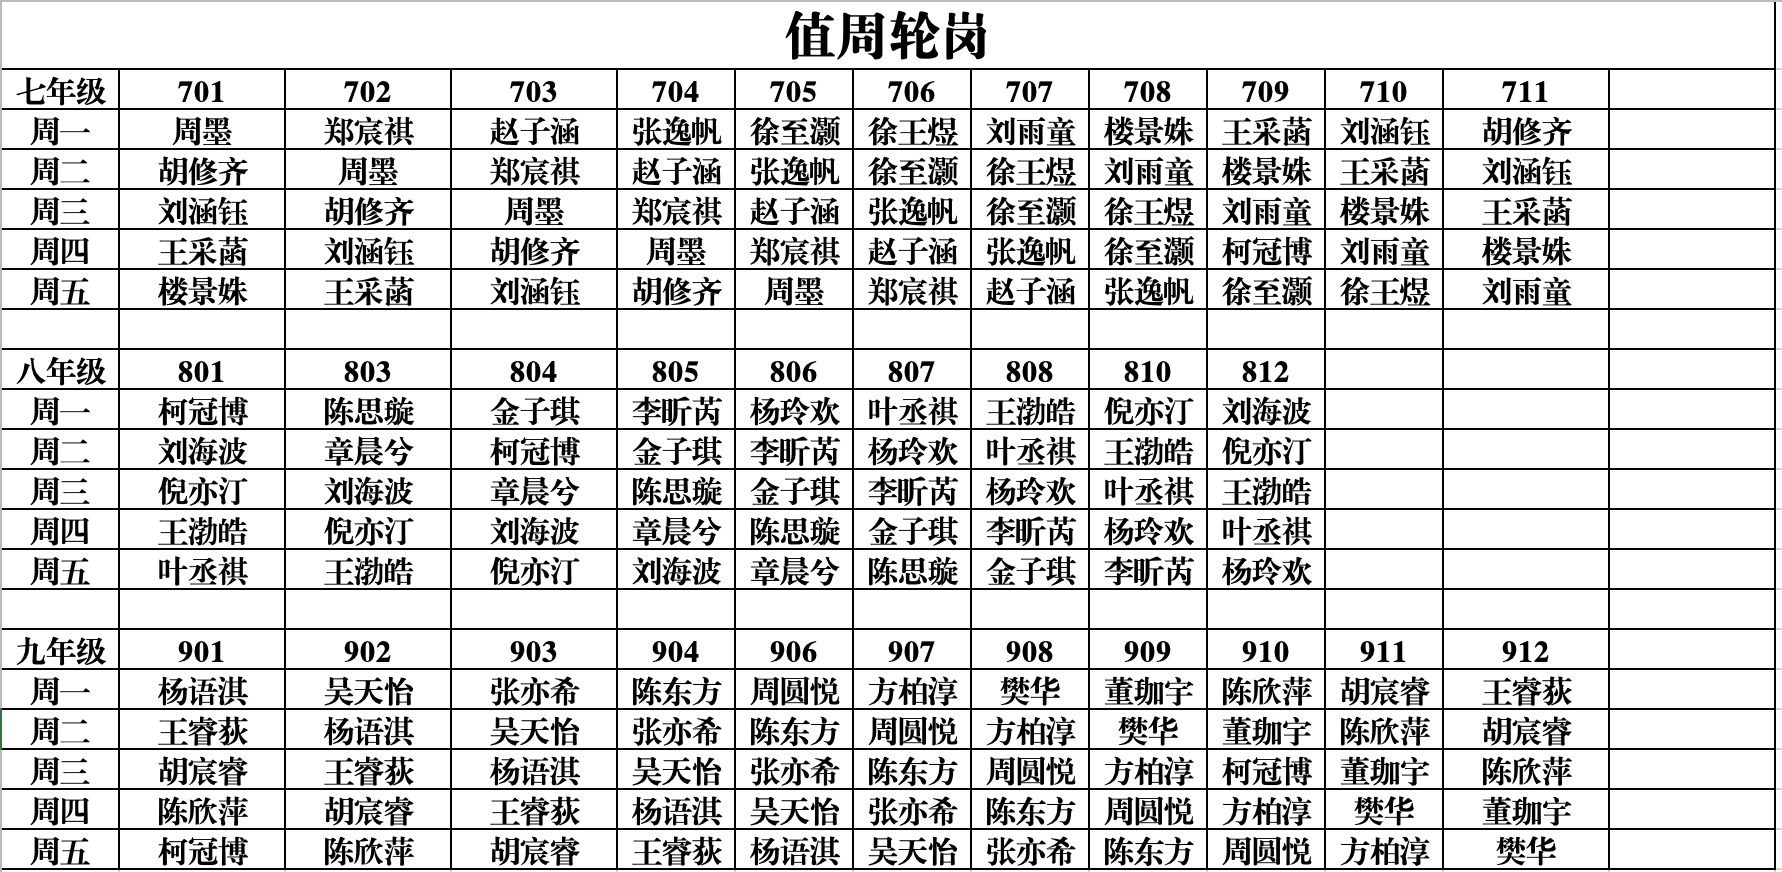 值周轮岗
七年级 701 702 703 704 705 706 707 708 709 710 711
周一 周墨 郑宸祺 赵子涵 张逸帆 徐至灏 徐王煜 刘雨童 楼景姝 王采菡 刘涵钰 胡修齐
周二 胡修齐 周墨 郑宸祺 赵子涵 张逸帆 徐至灏 徐王煜 刘雨童 楼景姝 王采菡 刘涵钰
周三 刘涵钰 胡修齐 周墨 郑宸祺 赵子涵 张逸帆 徐至灏 徐王煜 刘雨童 楼景姝 王采菡
周四 王采菡 刘涵钰 胡修齐 周墨 郑宸祺 赵子涵 张逸帆 徐至灏 柯冠博 刘雨童 楼景姝
周五 楼景姝 王采菡 刘涵钰 胡修齐 周墨 郑宸祺 赵子涵 张逸帆 徐至灏 徐王煜 刘雨童
八年级 801 803 804 805 806 807 808 810 812
周一 柯冠博 陈思璇 金子琪 李昕芮 杨玲欢 叶丞祺 王渤皓 倪亦汀 刘海波
周二 刘海波 章晨兮 柯冠博 金子琪 李昕芮 杨玲欢 叶丞祺 王渤皓 倪亦汀
周三 倪亦汀 刘海波 章晨兮 陈思璇 金子琪 李昕芮 杨玲欢 叶丞祺 王渤皓
周四 王渤皓 倪亦汀 刘海波 章晨兮 陈思璇 金子琪 李昕芮 杨玲欢 叶丞祺
周五 叶丞祺 王渤皓 倪亦汀 刘海波 章晨兮 陈思璇 金子琪 李昕芮 杨玲欢
九年级 901 902 903 904 906 907 908 909 910 911 912
周一 杨语淇 吴天怡 张亦希 陈东方 周圆悦 方柏淳 樊华 董珈宇 陈欣萍 胡宸睿 王睿荻
周二 王睿荻 杨语淇 吴天怡 张亦希 陈东方 周圆悦 方柏淳 樊华 董珈宇 陈欣萍 胡宸睿
周三 胡宸睿 王睿荻 杨语淇 吴天怡 张亦希 陈东方 周圆悦 方柏淳 柯冠博 董珈宇 陈欣萍
周四 陈欣萍 胡宸睿 王睿荻 杨语淇 吴天怡 张亦希 陈东方 周圆悦 方柏淳 樊华 董珈宇
周五 柯冠博 陈欣萍 胡宸睿 王睿荻 杨语淇 吴天怡 张亦希 陈东方 周圆悦 方柏淳 樊华